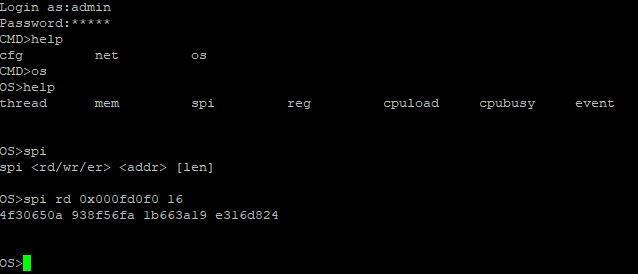 Login as:admin
Password:*****
CMD>help
cfg net os
CMD>os
OS>help
thread mem spi reg cpuload cpubusy event
OS>spi
spi <rd/wr/er> <addr> [len]
OS>spi rd 0x000fd0f0 16
4f30650a 938f56fa 1b663a19 e316d824
OS>